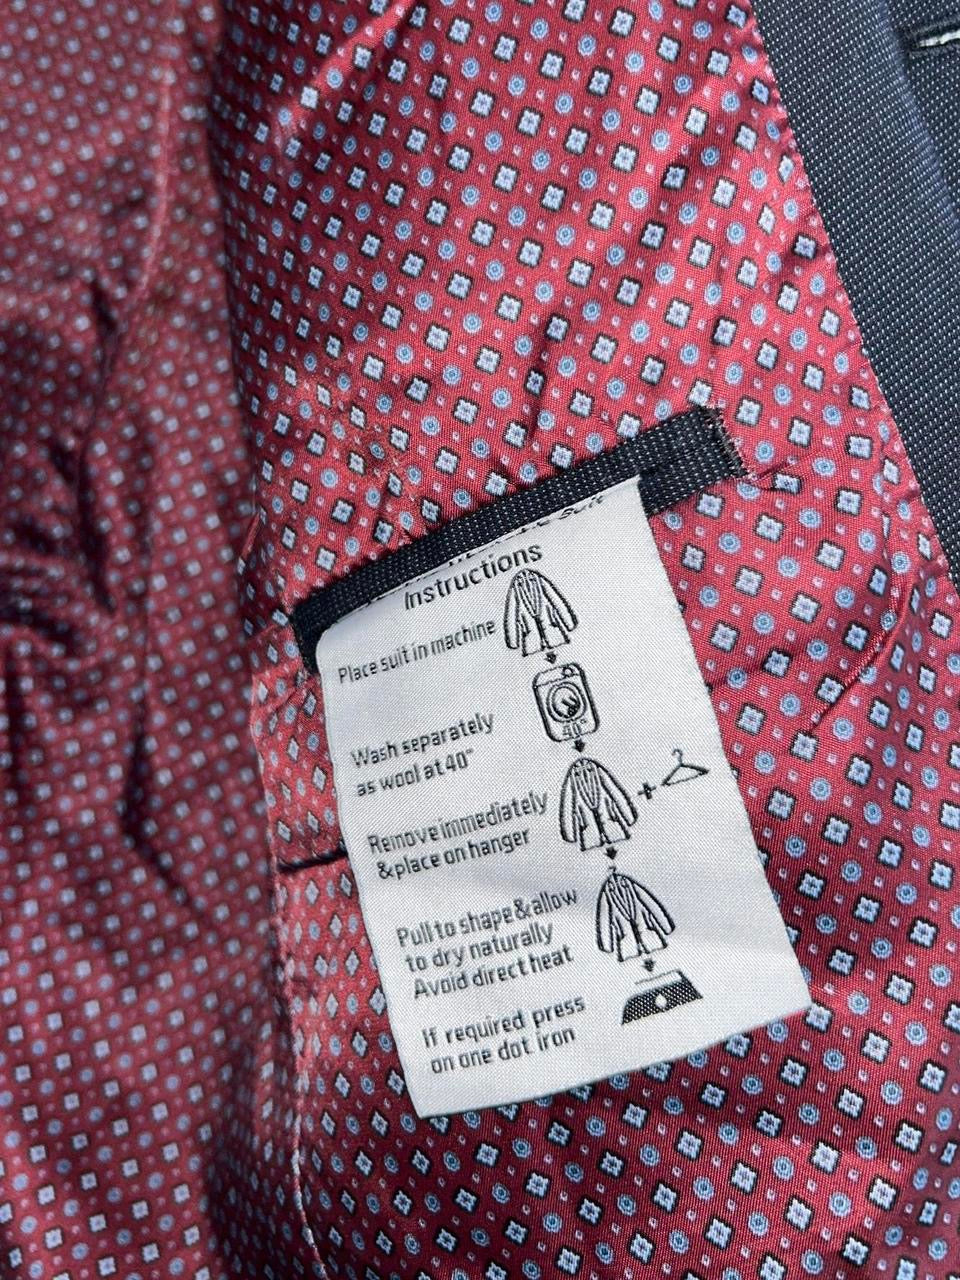 Instructions
Place suit in machine
40°
Wash separately
as wool at 40°
Remove immediately
& place on hanger
Pull to shape & allow
to dry naturally
Avoid direct heat
If required press
on one dot iron